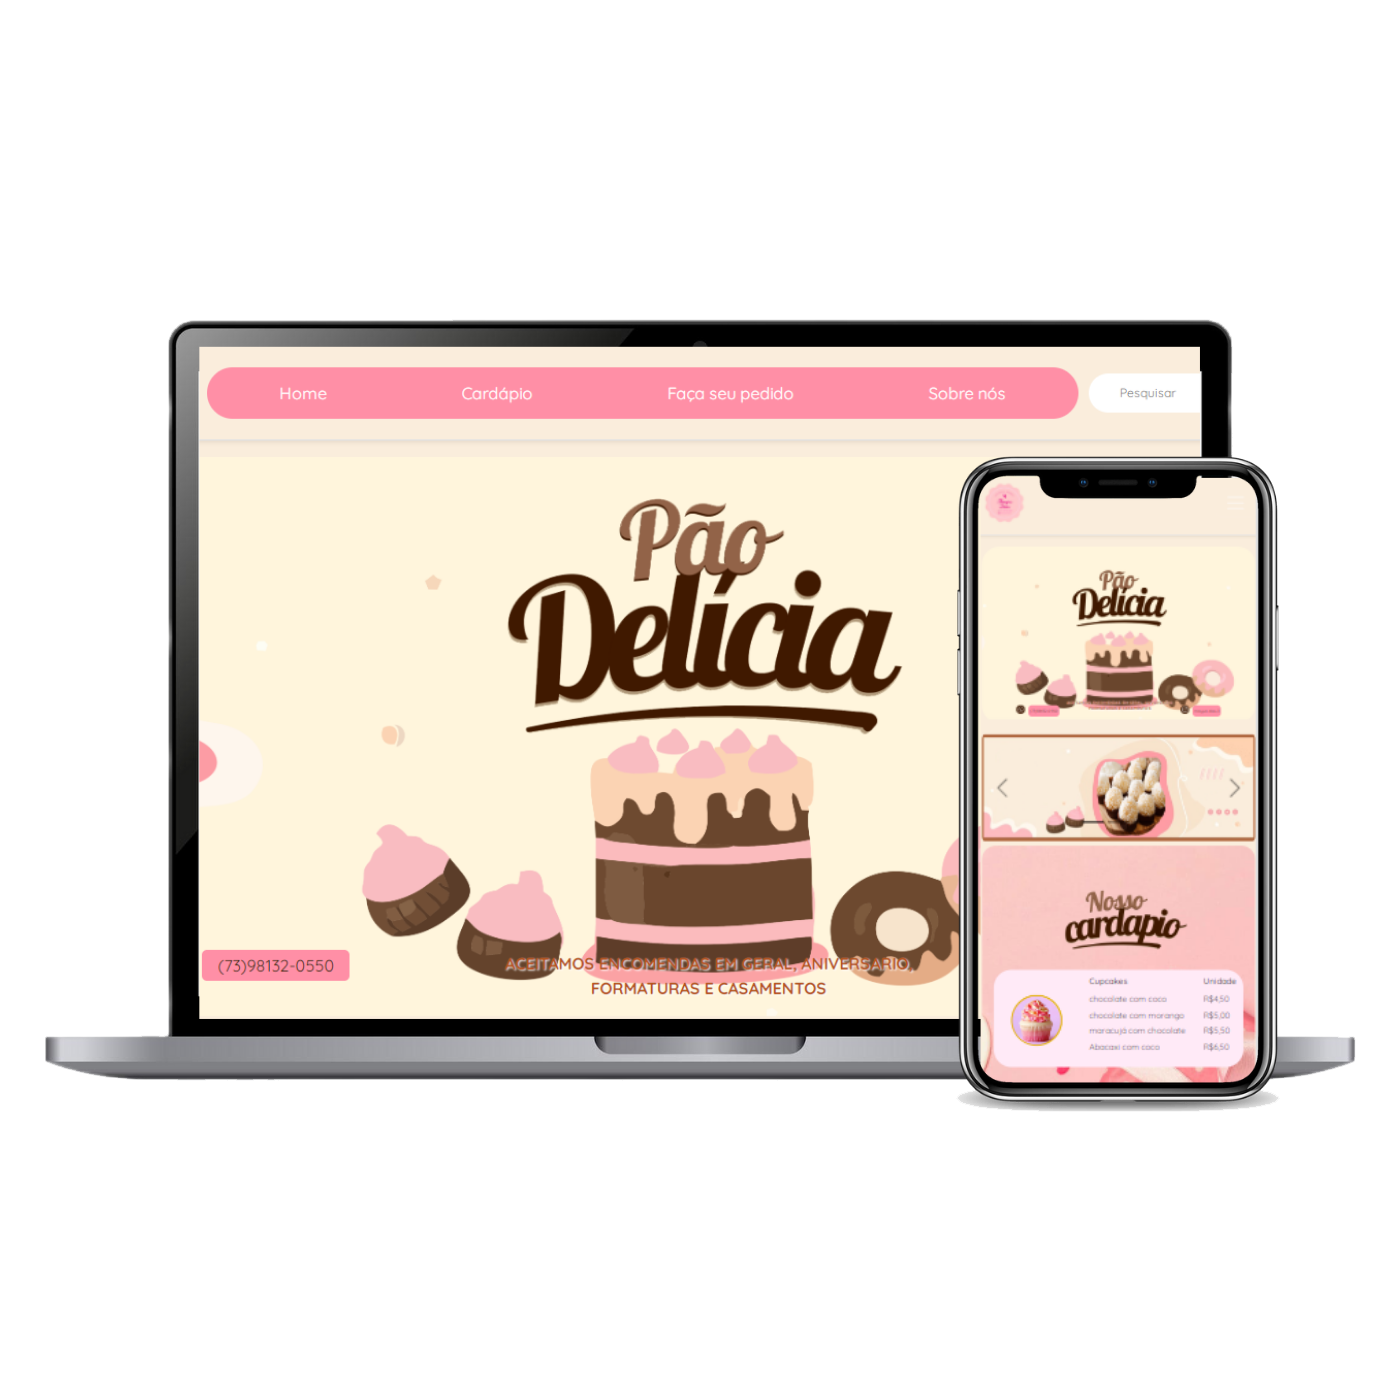 Home Cardápio Faça seu pedido Sobre nós Pesquisar
Pão
Delícia
(73)98132-0550
ACEITAMOS ENCOMENDAS EM GERAL, ANIVERSARIO,
FORMATURAS E CASAMENTOS
Pão
Delícia
Nosso
cardapio
Cupcakes Unidade
chocolate com coco R$4,50
chocolate com morango R$5,00
maracujá com chocolate R$5,50
Abacaxi com coco R$6,50